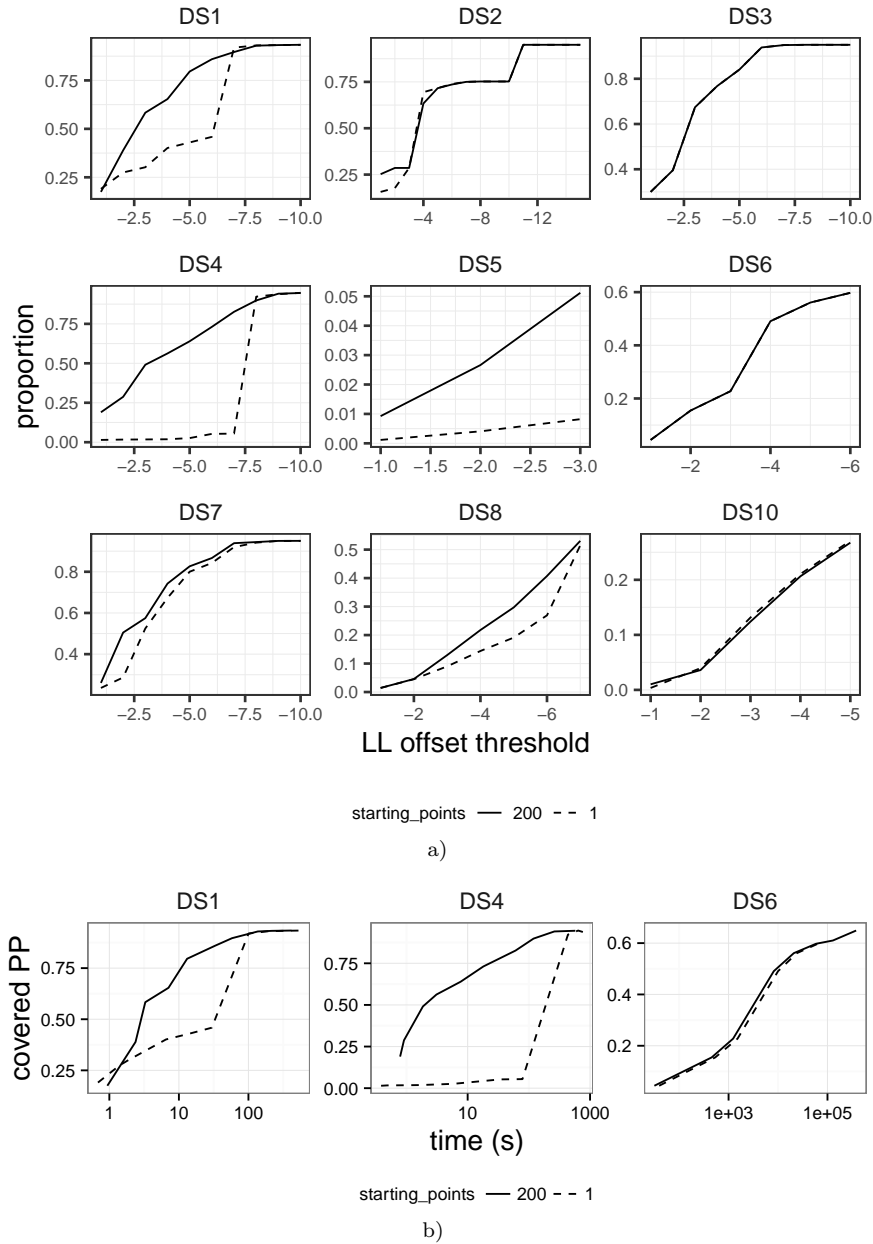 DS1 DS2 DS3
0.75 0.50 0.25
0.75 0.50 0.25
0.8 0.6 0.4
−2.5 −5.0 −7.5 −10.0 −4 −8 −12 −2.5 −5.0 −7.5 −10.0
DS4 DS5 DS6
proportion
0.75 0.50 0.25 0.00
0.05 0.04 0.03 0.02 0.01 0.00
0.6 0.4 0.2
−2.5 −5.0 −7.5 −10.0 −1.0 −1.5 −2.0 −2.5 −3.0 −2 −4 −6
DS7 DS8 DS10
0.8 0.6 0.4
0.5 0.4 0.3 0.2 0.1 0.0
0.2 0.1 0.0
−2.5 −5.0 −7.5 −10.0 −2 −4 −6 −1 −2 −3 −4 −5
LL offset threshold
starting_points 200 1
a)
DS1 DS4 DS6
covered PP
0.75 0.50 0.25
0.75 0.50 0.25 0.00
0.6 0.4 0.2
1 10 100 10 1000 1e+03 1e+05
time (s)
starting_points 200 1
b)